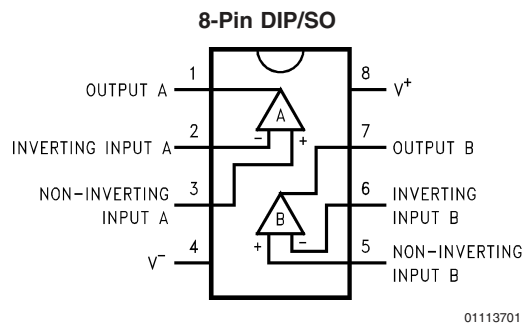 8-Pin DIP/SO
1
OUTPUT A
8
V+
A
2
INVERTING INPUT A
- +
7
OUTPUT B
3
NON-INVERTING
INPUT A
6
INVERTING
INPUT B
B
4
V-
+ -
5
NON-INVERTING
INPUT B
01113701